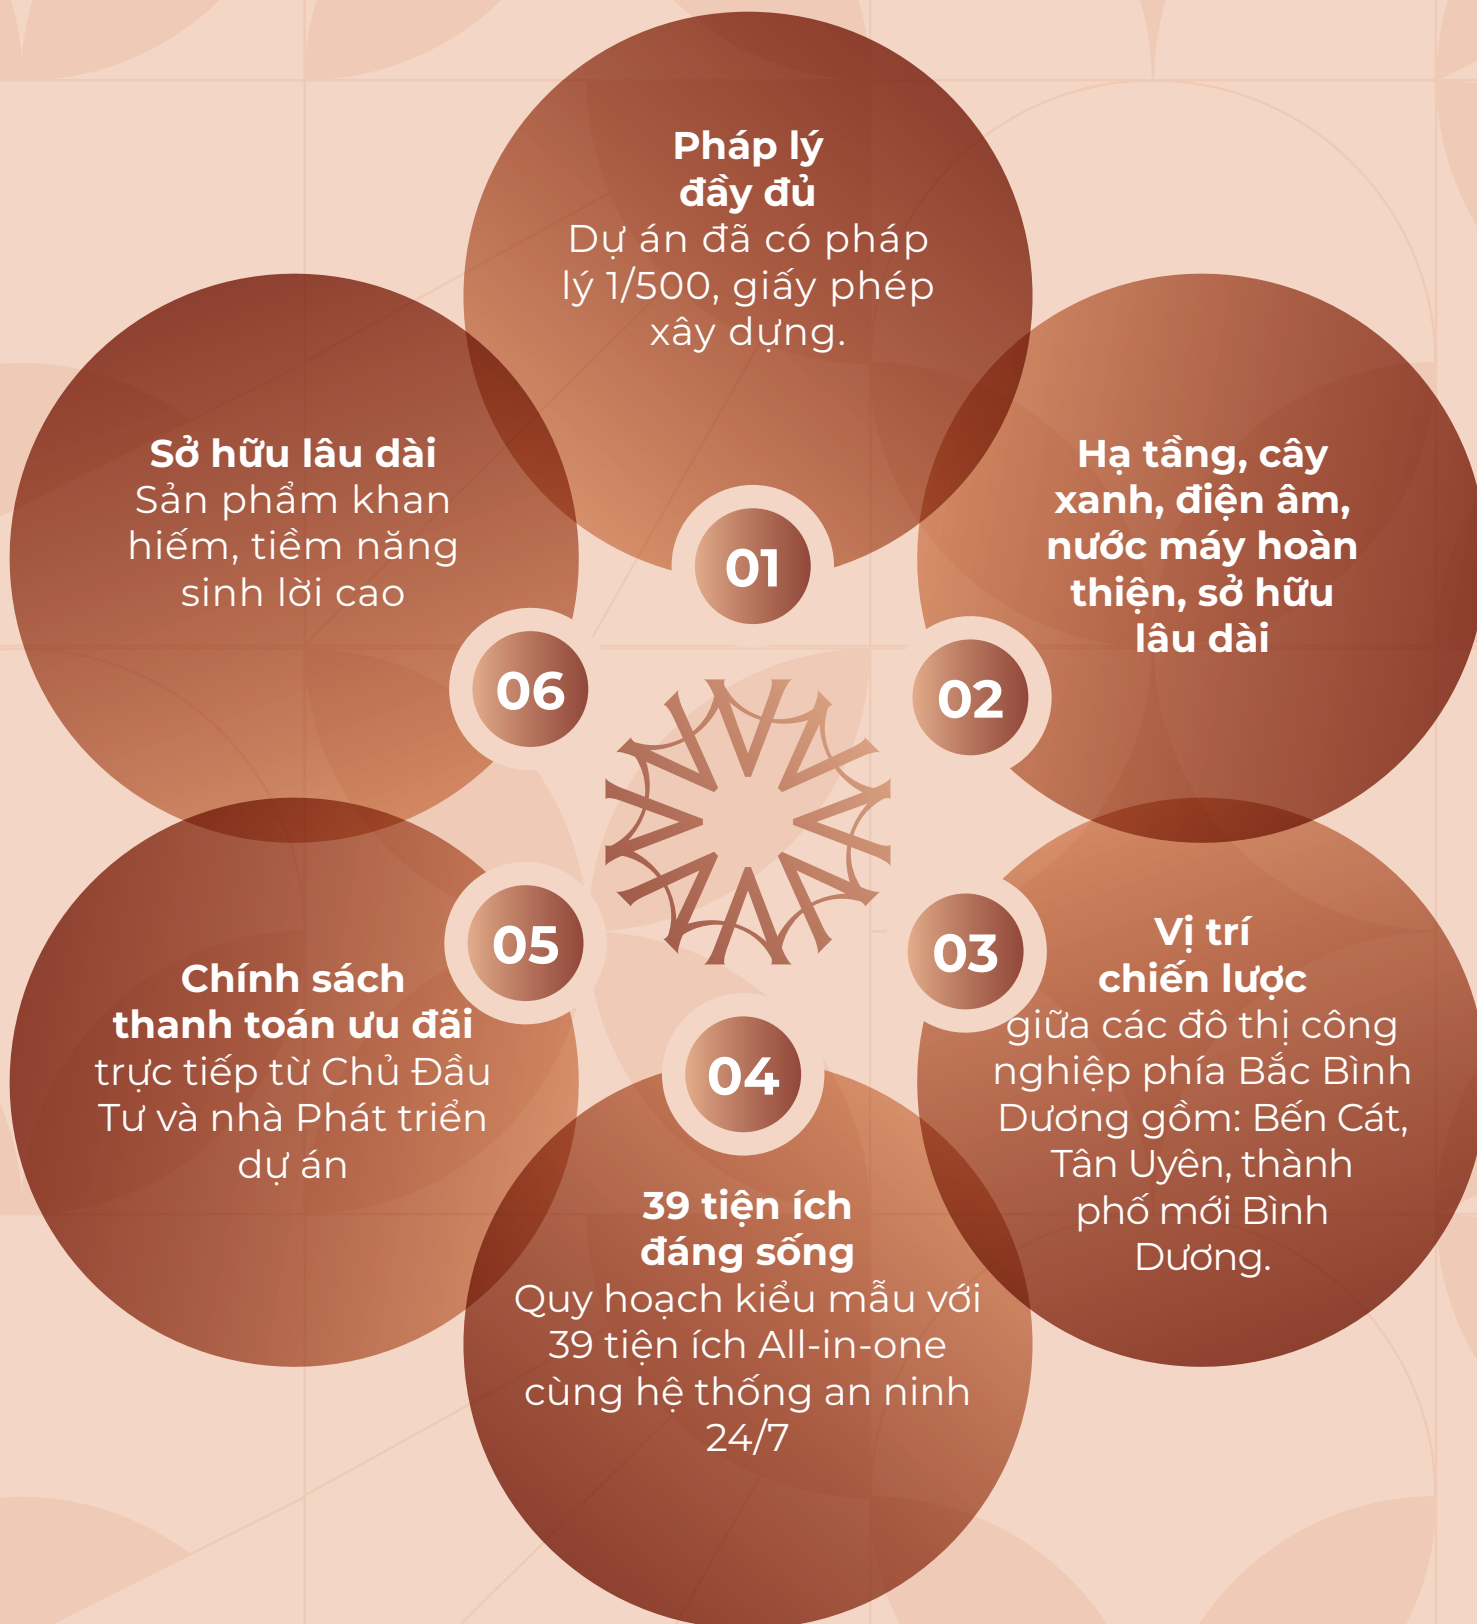 Pháp lý
đầy đủ
Dự án đã có pháp
lý 1/500, giấy phép
xây dựng.
01
Hạ tầng, cây
xanh, điện âm,
nước máy hoàn
thiện, sở hữu
lâu dài
02
Vị trí
chiến lược
giữa các đô thị công
nghiệp phía Bắc Bình
Dương gồm: Bến Cát,
Tân Uyên, thành
phố mới Bình
Dương.
03
04
39 tiện ích
đáng sống
Quy hoạch kiểu mẫu với
39 tiện ích All-in-one
cùng hệ thống an ninh
24/7
05
Chính sách
thanh toán ưu đãi
trực tiếp từ Chủ Đầu
Tư và nhà Phát triển
dự án
Sở hữu lâu dài
Sản phẩm khan
hiếm, tiềm năng
sinh lời cao
06